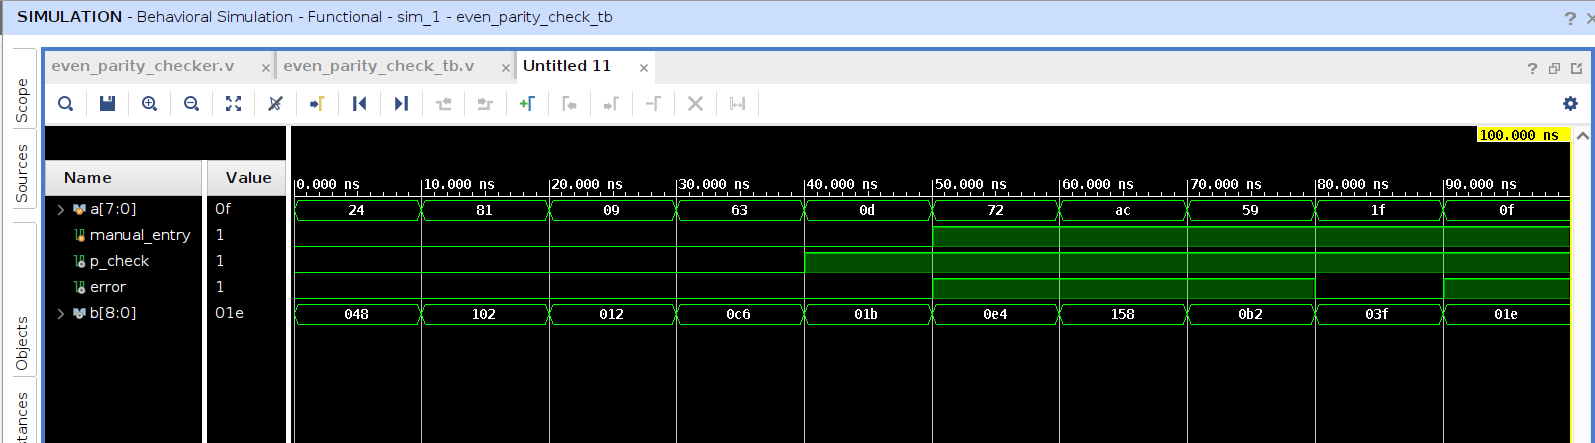 SIMULATION - Behavioral Simulation - Functional - sim_1 - even_parity_check_tb ? ×
even_parity_checker.v × even_parity_check_tb.v × Untitled 11 × ?
Scope
Sources
Objects
100.000 ns
Name Value 0.000 ns 10.000 ns 20.000 ns 30.000 ns 40.000 ns 50.000 ns 60.000 ns 70.000 ns 80.000 ns 90.000 ns
a[7:0] 0f 24 81 09 63 0d 72 ac 59 1f 0f
manual_entry 1
p_check 1
error 1
b[8:0] 01e 048 102 012 0c6 01b 0e4 158 0b2 03f 01e